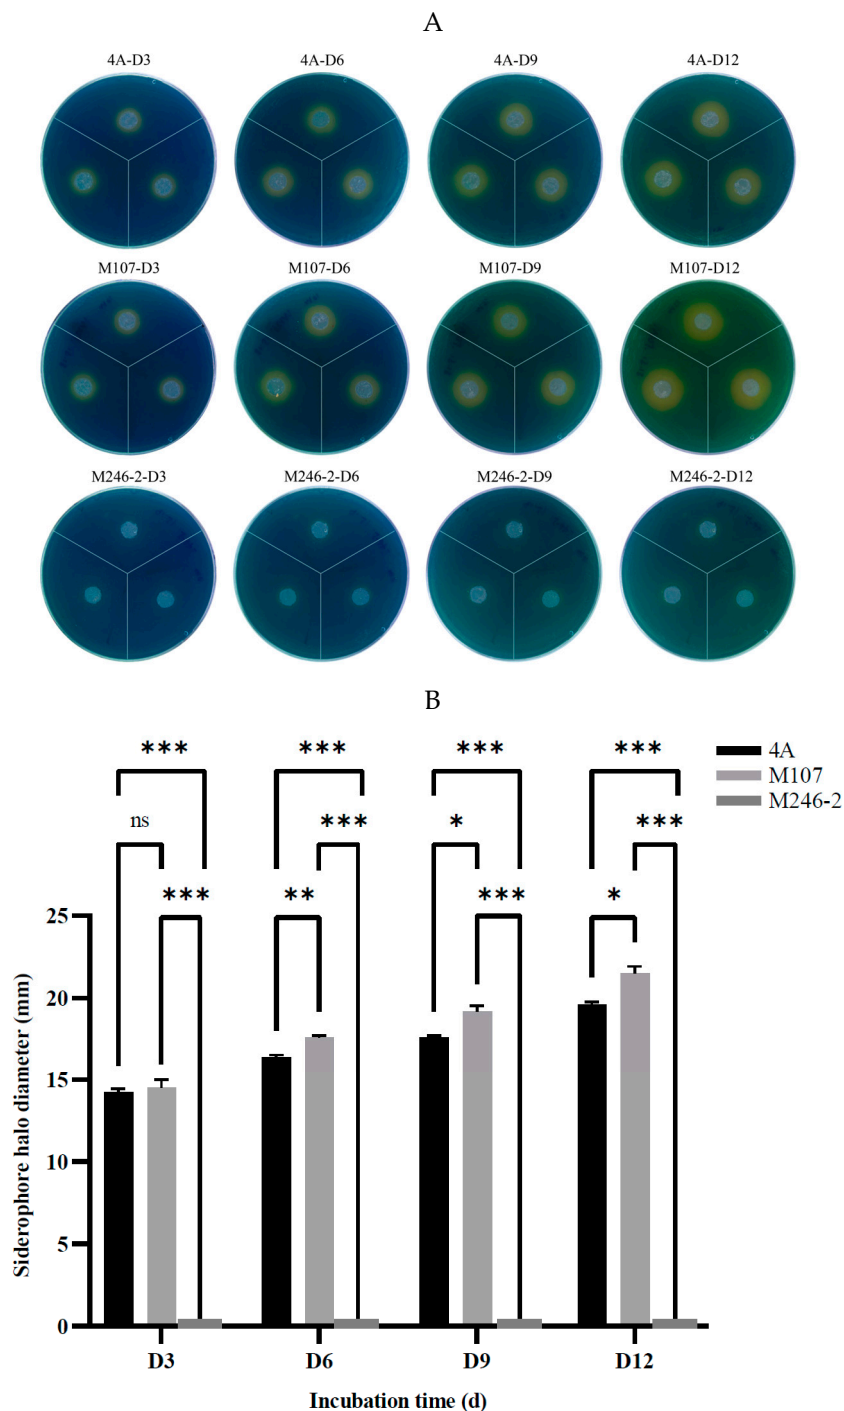 A
4A-D3 4A-D6 4A-D9 4A-D12
M107-D3 M107-D6 M107-D9 M107-D12
M246-2-D3 M246-2-D6 M246-2-D9 M246-2-D12
B
*** *** *** ***
4A
M107
M246-2
ns *** * ***
*** ** *** *
25
20
15
10
5
0
Siderophore halo diameter (mm)
D3 D6 D9 D12
Incubation time (d)